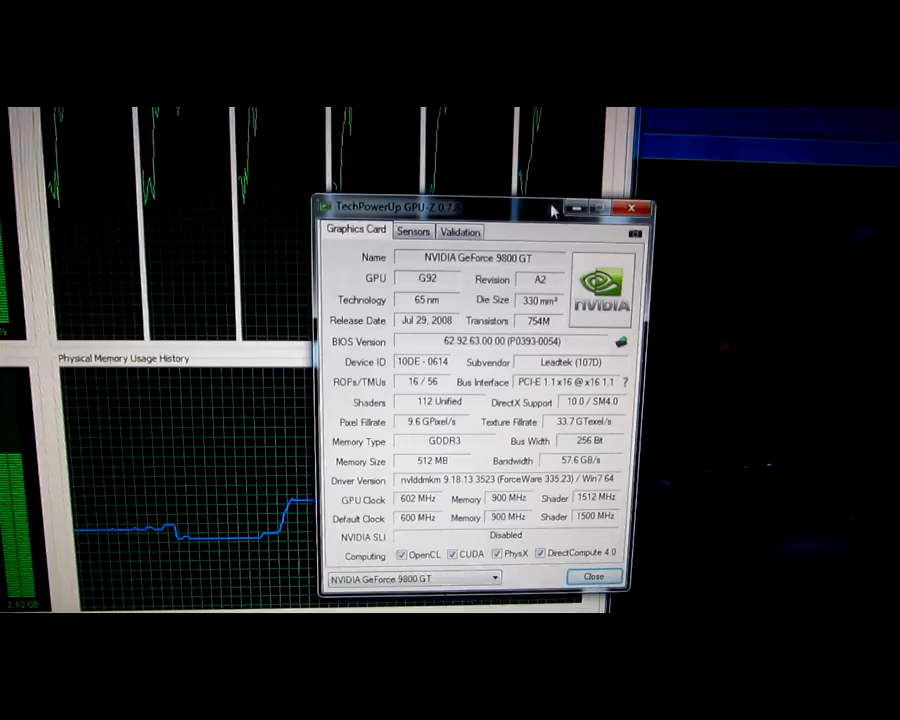 TechPowerUp GPU-Z 0.7.8
Graphics Card Sensors Validation
Name NVIDIA GeForce 9800 GT
GPU G92 Revision A2
Technology 65 nm Die Size 330 mm²
Release Date Jul 29, 2008 Transistors 754M
BIOS Version 62.92.63.00.00 (P0393-0054)
Device ID 10DE - 0614 Subvendor Leadtek (107D)
ROPs/TMUs 16 / 56 Bus Interface PCI-E 1.1 x16 @ x16 1.1 ?
Shaders 112 Unified DirectX Support 10.0 / SM4.0
Pixel Fillrate 9.6 GPixel/s Texture Fillrate 33.7 GTexel/s
Memory Type GDDR3 Bus Width 256 Bit
Memory Size 512 MB Bandwidth 57.6 GB/s
Driver Version nvlddmkm 9.18.13.3523 (ForceWare 335.23) / Win7 64
GPU Clock 602 MHz Memory 900 MHz Shader 1512 MHz
Default Clock 600 MHz Memory 900 MHz Shader 1500 MHz
NVIDIA SLI Disabled
Computing OpenCL CUDA PhysX DirectCompute 4.0
NVIDIA GeForce 9800 GT Close
nVIDIA
Physical Memory Usage History
2.62 GB